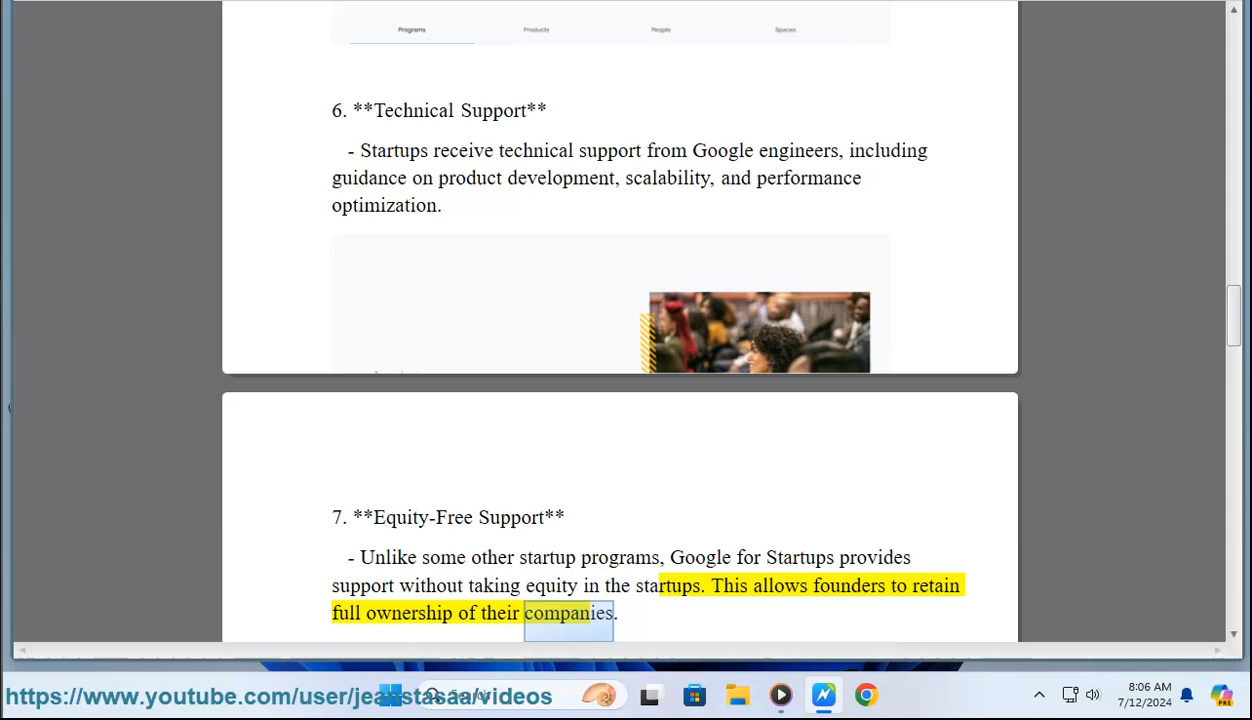 Programs Products People Spaces
6. **Technical Support**
- Startups receive technical support from Google engineers, including
guidance on product development, scalability, and performance
optimization.
7. **Equity-Free Support**
- Unlike some other startup programs, Google for Startups provides
support without taking equity in the startups. This allows founders to retain
full ownership of their companies.
https://www.youtube.com/user/jeanstasaa/videos
8:06 AM
7/12/2024
PRE